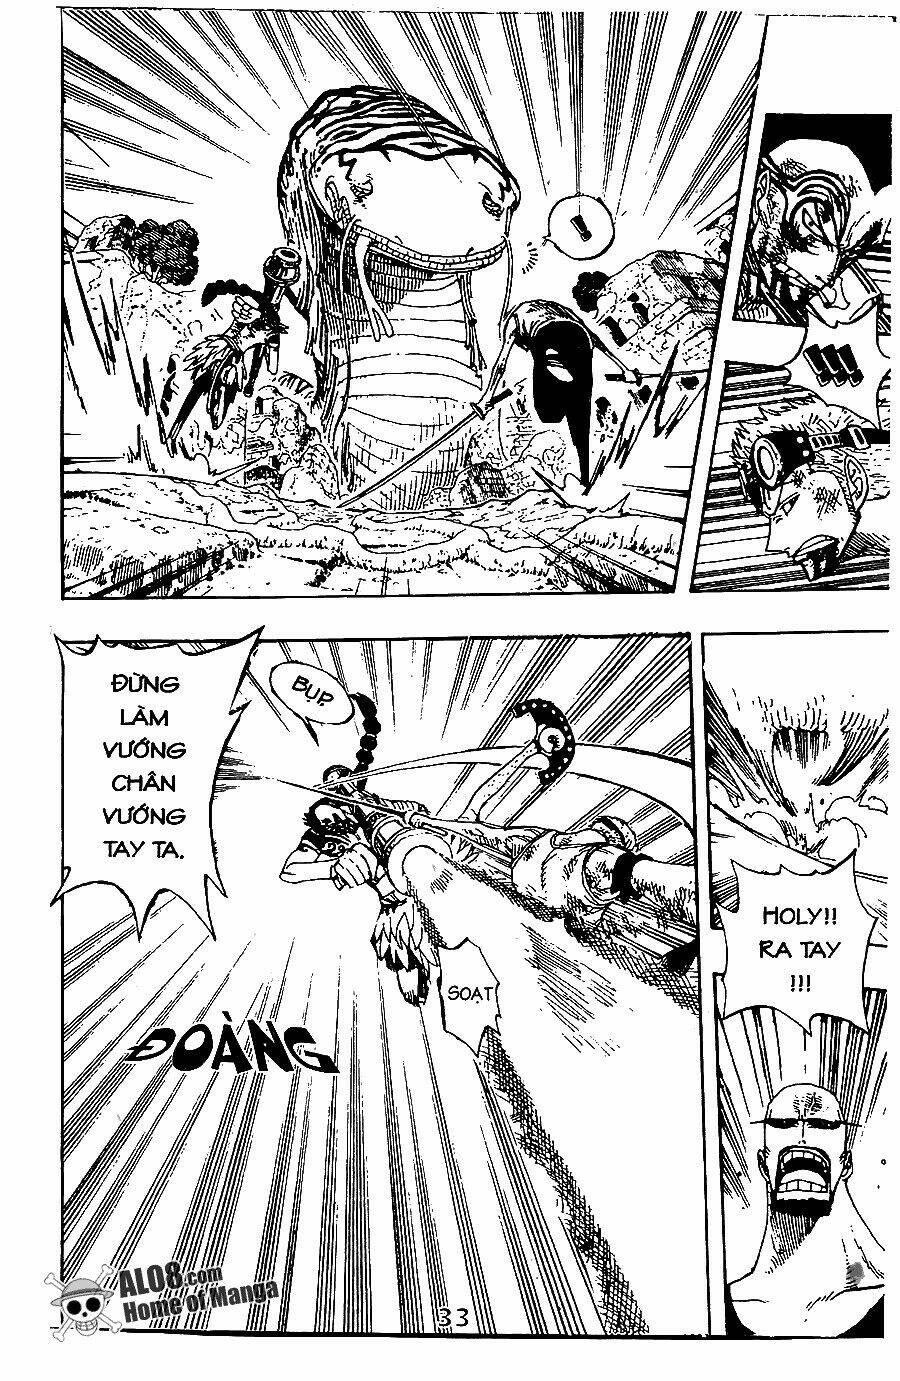 !!
!!!
HOLY!!
RA TAY
!!!
BỤP.
ĐỪNG
LÀM
VƯỚNG
CHÂN
VƯỚNG
TAY TA.
SOẠT
ĐOÀNG
33
ALO8.com
Home of Manga